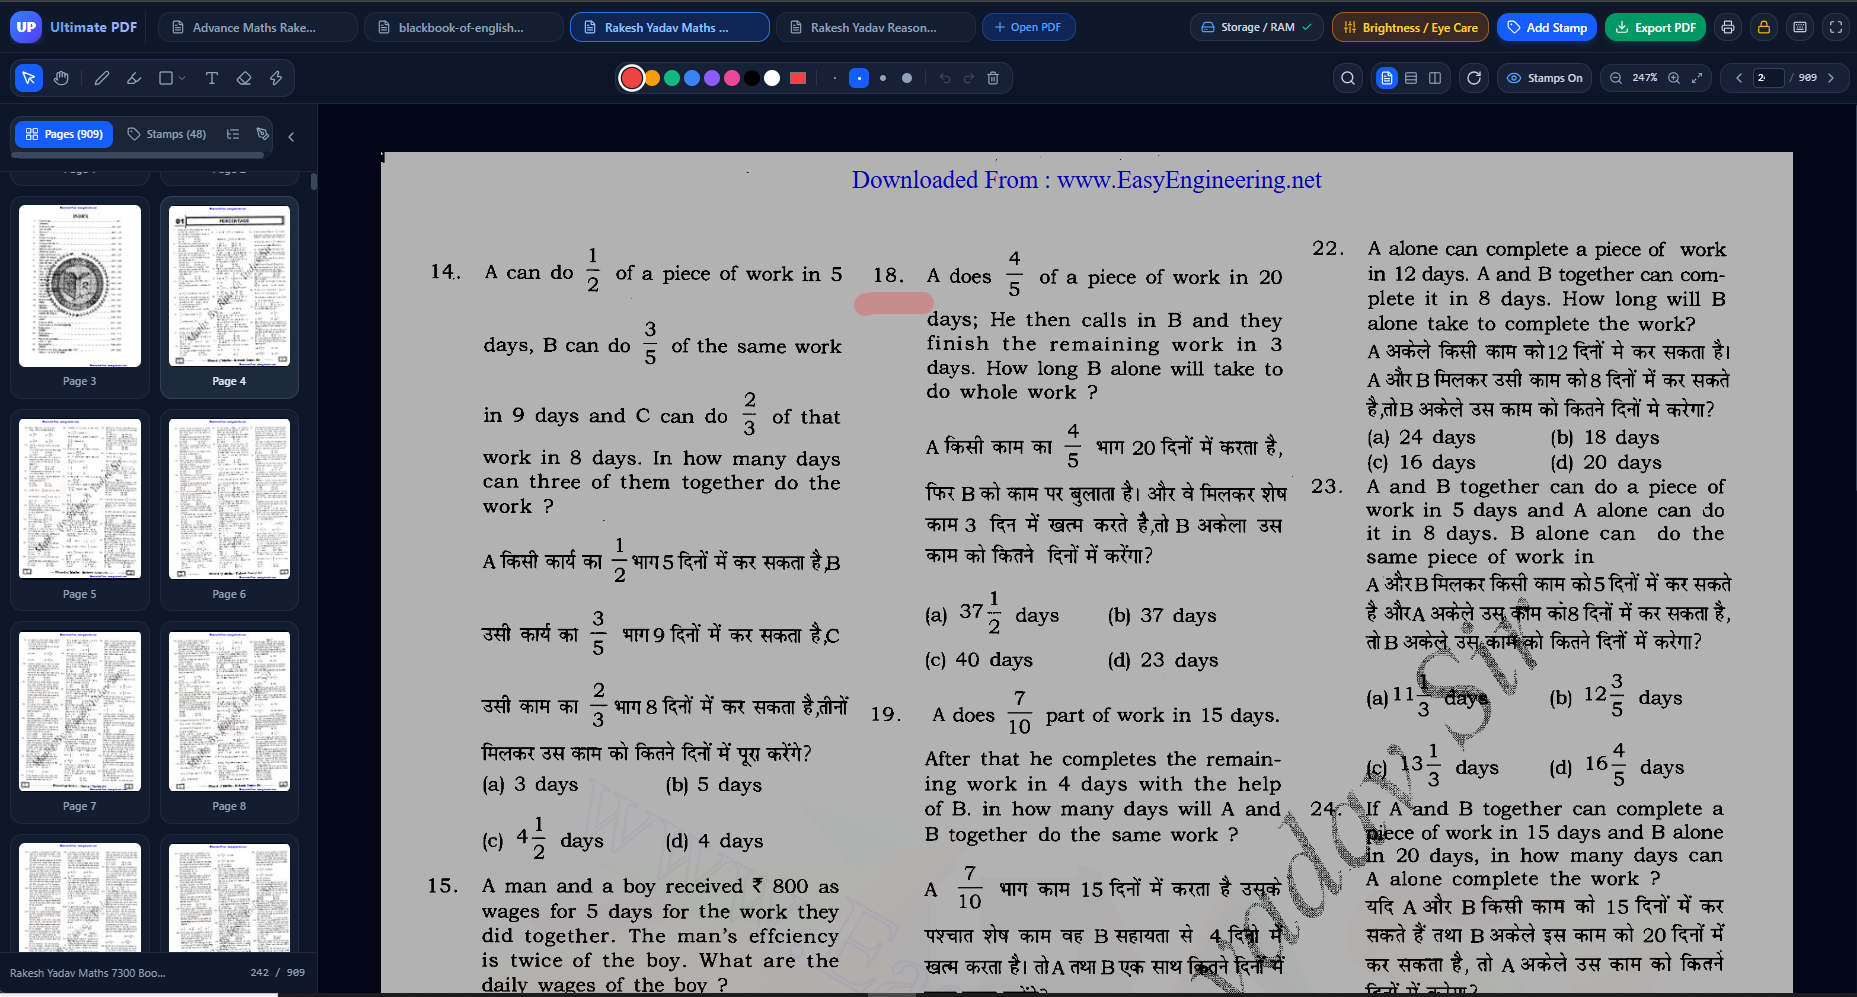 UP Ultimate PDF
Advance Maths Rake...
blackbook-of-english...
Rakesh Yadav Maths ...
Rakesh Yadav Reason...
+ Open PDF
Storage / RAM ✓
Brightness / Eye Care
Add Stamp
Export PDF
T
Stamps On
247%
2
/ 909
Pages (909)
Stamps (48)
Page 3
Page 4
Page 5
Page 6
Page 7
Page 8
Rakesh Yadav Maths 7300 Boo...
242 / 909
Downloaded From : www.EasyEngineering.net
14. A can do 1/2 of a piece of work in 5
days, B can do 3/5 of the same work
in 9 days and C can do 2/3 of that
work in 8 days. In how many days
can three of them together do the
work ?
A किसी कार्य का 1/2 भाग 5 दिनों में कर सकता है,B
उसी कार्य का 3/5 भाग 9 दिनों में कर सकता है,C
उसी काम का 2/3 भाग 8 दिनों में कर सकता है,तीनों
मिलकर उस काम को कितने दिनों में पूरा करेंगे?
(a) 3 days (b) 5 days
(c) 4 1/2 days (d) 4 days
15. A man and a boy received ₹ 800 as
wages for 5 days for the work they
did together. The man's effciency
is twice of the boy. What are the
daily wages of the boy ?
18. A does 4/5 of a piece of work in 20
days; He then calls in B and they
finish the remaining work in 3
days. How long B alone will take to
do whole work ?
A किसी काम का 4/5 भाग 20 दिनों में करता है,
फिर B को काम पर बुलाता है। और वे मिलकर शेष
काम 3 दिन में खत्म करते है,तो B अकेला उस
काम को कितने दिनों में करेंगा?
(a) 37 1/2 days (b) 37 days
(c) 40 days (d) 23 days
19. A does 7/10 part of work in 15 days.
After that he completes the remain-
ing work in 4 days with the help
of B. in how many days will A and
B together do the same work ?
A 7/10 भाग काम 15 दिनों में करता है उसके
पश्चात शेष काम वह B सहायता से 4 दिनो में
खत्म करता है। तो A तथा B एक साथ कितने दिनों में
22. A alone can complete a piece of work
in 12 days. A and B together can com-
plete it in 8 days. How long will B
alone take to complete the work?
A अकेले किसी काम को 12 दिनों मे कर सकता है।
A और B मिलकर उसी काम को 8 दिनों में कर सकते
है,तो B अकेले उस काम को कितने दिनों मे करेगा?
(a) 24 days (b) 18 days
(c) 16 days (d) 20 days
23. A and B together can do a piece of
work in 5 days and A alone can do
it in 8 days. B alone can do the
same piece of work in
A और B मिलकर किसी काम को 5 दिनों में कर सकते
है और A अकेले उस काम को 8 दिनों में कर सकता है,
तो B अकेले उस काम को कितने दिनों में करेगा?
(a) 11 1/3 days (b) 12 3/5 days
(c) 13 1/3 days (d) 16 4/5 days
24. If A and B together can complete a
piece of work in 15 days and B alone
in 20 days, in how many days can
A alone complete the work ?
यदि A और B किसी काम को 15 दिनों में कर
सकते हैं तथा B अकेले इस काम को 20 दिनों में
कर सकता है, तो A अकेले उस काम को कितने
दिनों में करेगा?
Yadav Sir